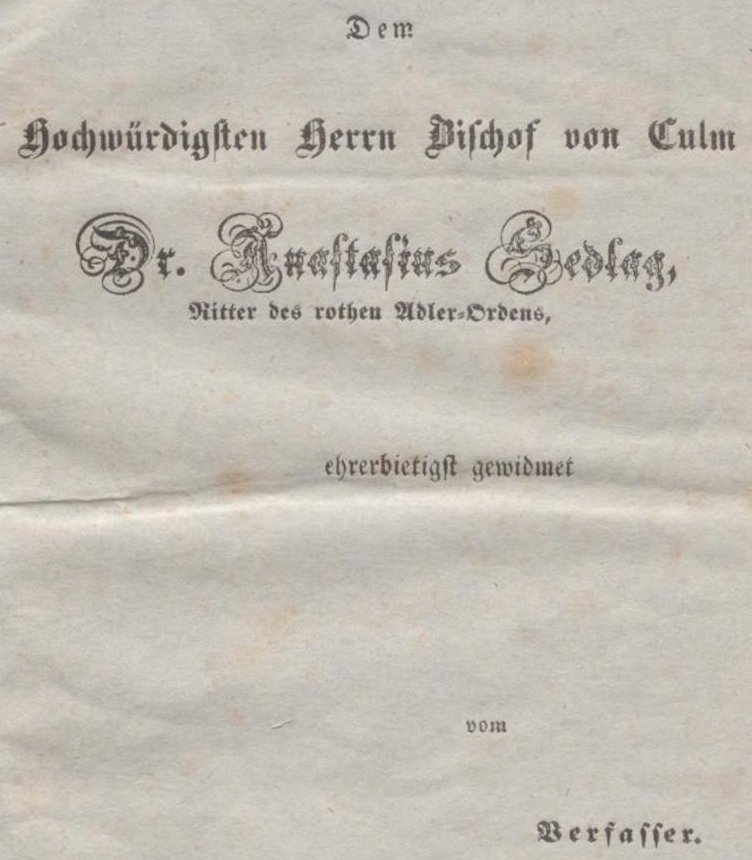 Dem
Hochwürdigsten Herrn Bischof von Culm
Dr. Anastasius Sedlag,
Ritter des rothen Adler-Ordens,
ehrerbietigst gewidmet
vom
Verfasser.